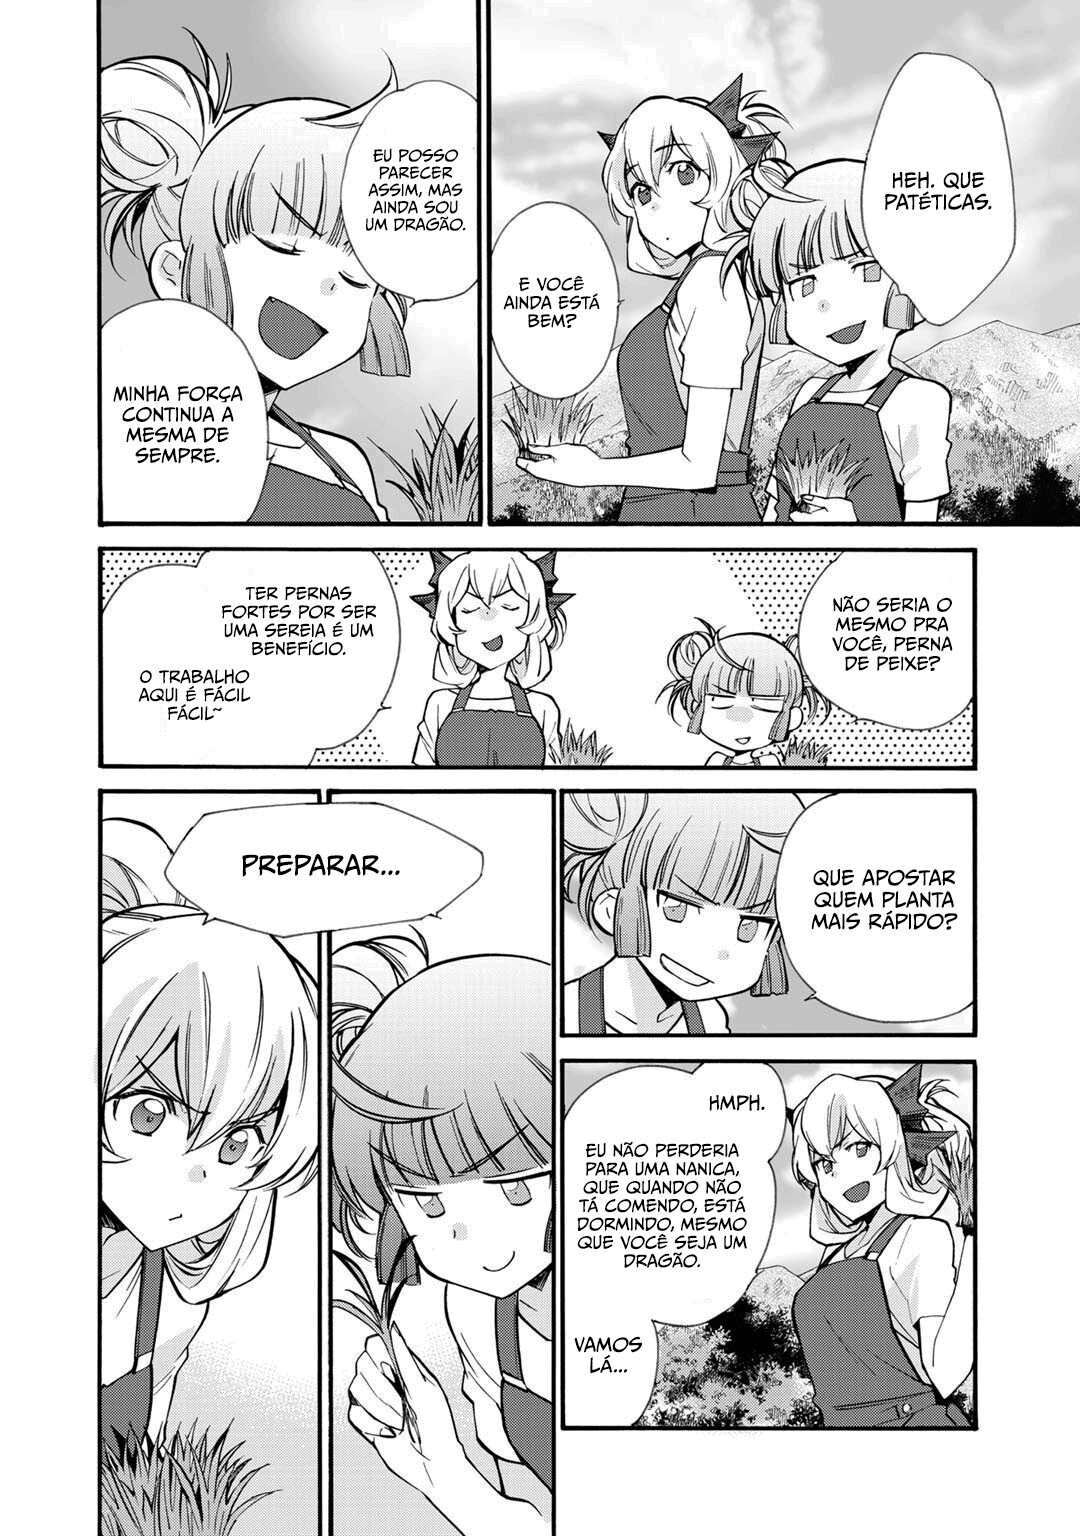 HEH. QUE
PATÉTICAS.
E VOCÊ
AINDA ESTÁ
BEM?
EU POSSO
PARECER
ASSIM, MAS
AINDA SOU
UM DRAGÃO.
MINHA FORÇA
CONTINUA A
MESMA DE
SEMPRE.
NÃO SERIA O
MESMO PRA
VOCÊ, PERNA
DE PEIXE?
TER PERNAS
FORTES POR SER
UMA SEREIA É UM
BENEFÍCIO.
O TRABALHO
AQUI É FÁCIL
FÁCIL~
QUE APOSTAR
QUEM PLANTA
MAIS RÁPIDO?
HMPH.
EU NÃO PERDERIA
PARA UMA NANICA,
QUE QUANDO NÃO
TÁ COMENDO, ESTÁ
DORMINDO, MESMO
QUE VOCÊ SEJA UM
DRAGÃO.
VAMOS
LÁ...
PREPARAR...